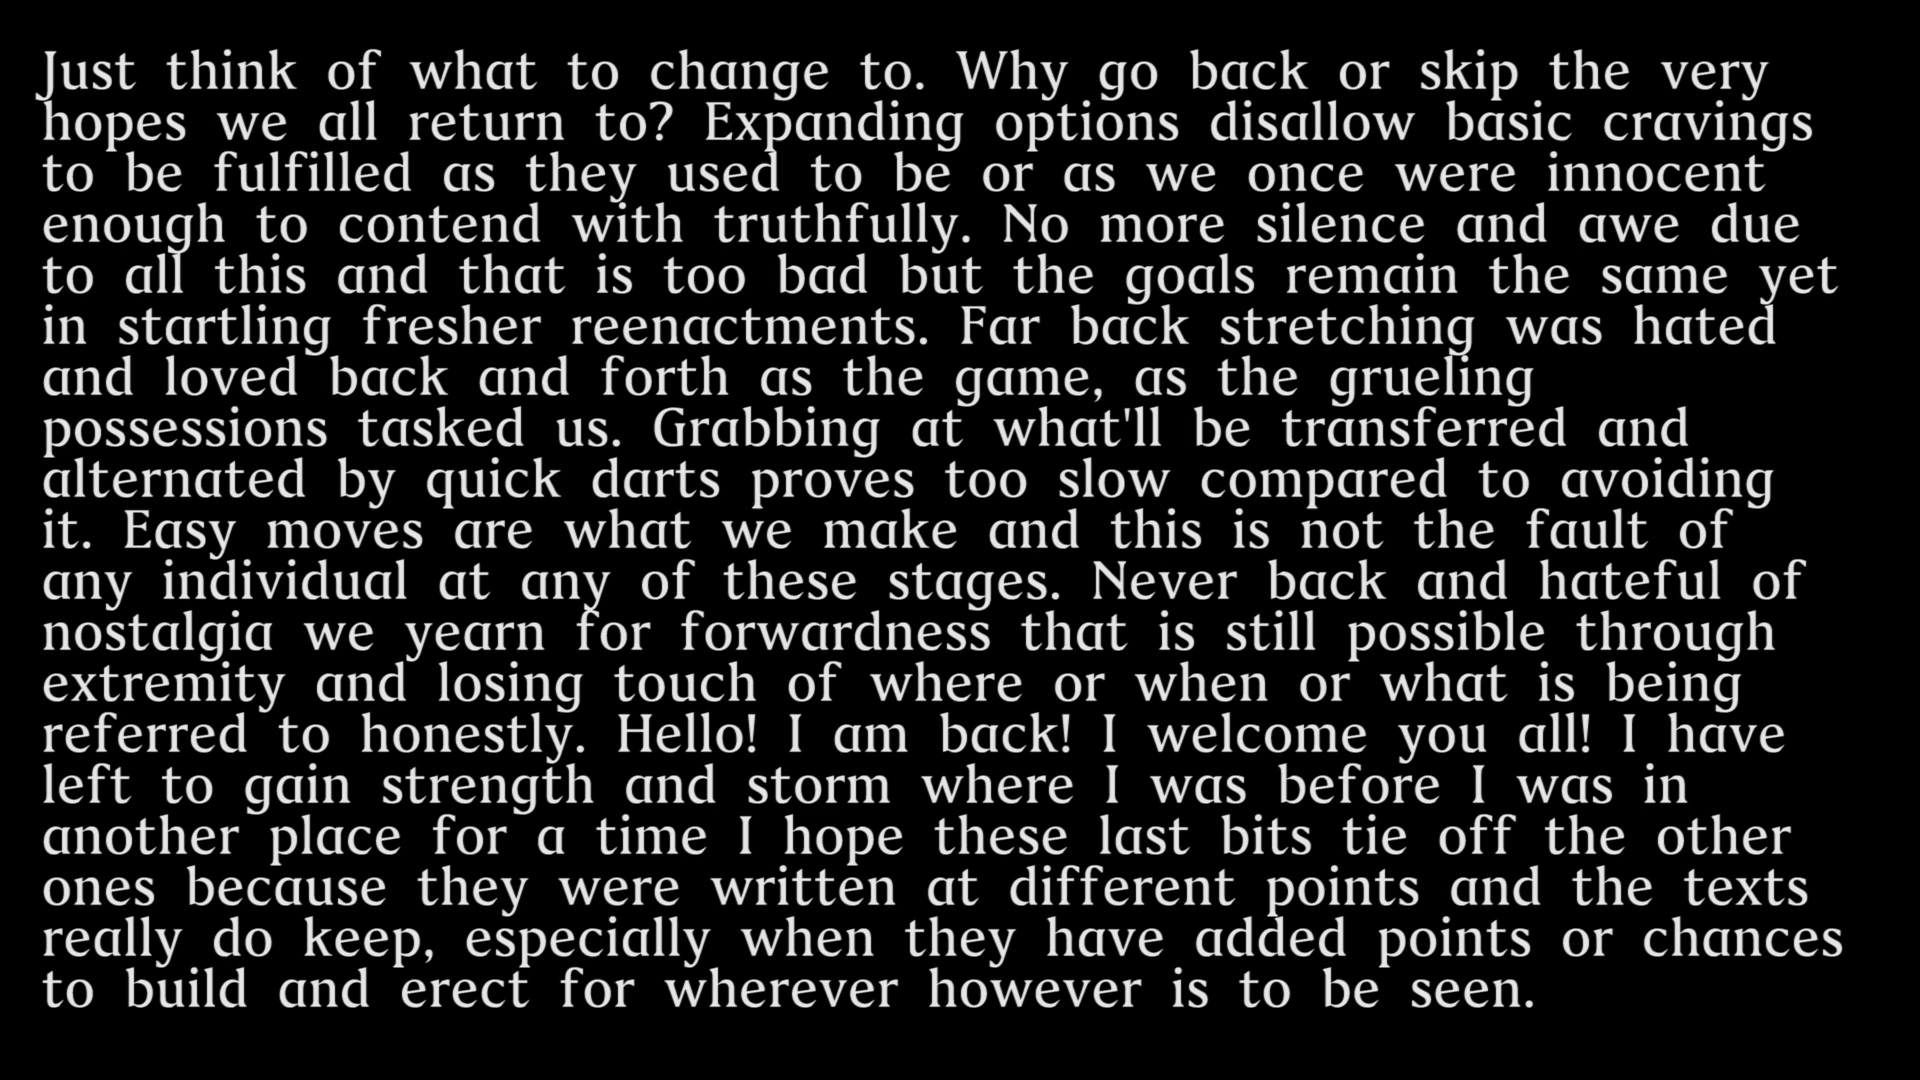 Just think of what to change to. Why go back or skip the very
hopes we all return to? Expanding options disallow basic cravings
to be fulfilled as they used to be or as we once were innocent
enough to contend with truthfully. No more silence and awe due
to all this and that is too bad but the goals remain the same yet
in startling fresher reenactments. Far back stretching was hated
and loved back and forth as the game, as the grueling
possessions tasked us. Grabbing at what'll be transferred and
alternated by quick darts proves too slow compared to avoiding
it. Easy moves are what we make and this is not the fault of
any individual at any of these stages. Never back and hateful of
nostalgia we yearn for forwardness that is still possible through
extremity and losing touch of where or when or what is being
referred to honestly. Hello! I am back! I welcome you all! I have
left to gain strength and storm where I was before I was in
another place for a time I hope these last bits tie off the other
ones because they were written at different points and the texts
really do keep, especially when they have added points or chances
to build and erect for wherever however is to be seen.